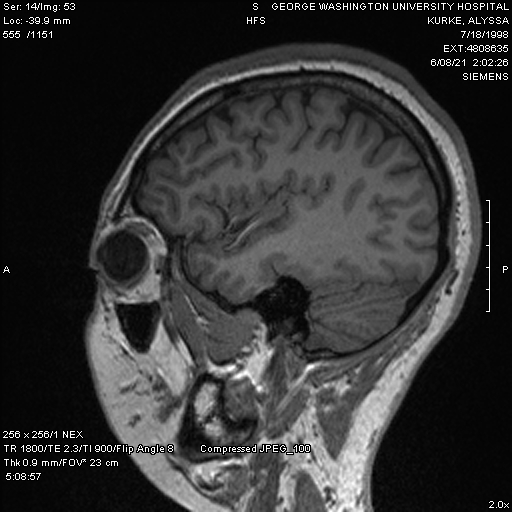 Ser: 14/Img: 53
Loc: -39.9 mm
555 /1151
S
HFS
GEORGE WASHINGTON UNIVERSITY HOSPITAL
KURKE, ALYSSA
7/18/1998
EXT:4808635
6/08/21 2:02:26
SIEMENS
A
P
256 x 256/1 NEX
TR 1800/TE 2.3/TI 900/Flip Angle 8
Compressed JPEG_100
Thk 0.9 mm/FOV* 23 cm
5:08:57
2.0x